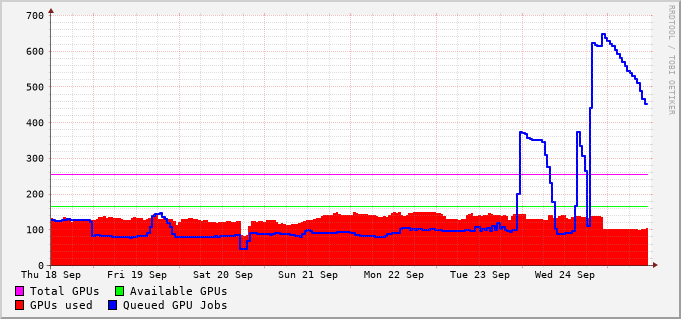 700
600
500
400
300
200
100
0
Thu 18 Sep Fri 19 Sep Sat 20 Sep Sun 21 Sep Mon 22 Sep Tue 23 Sep Wed 24 Sep
Total GPUs Available GPUs
GPUs used Queued GPU Jobs
RRDTOOL / TOBI OETIKER